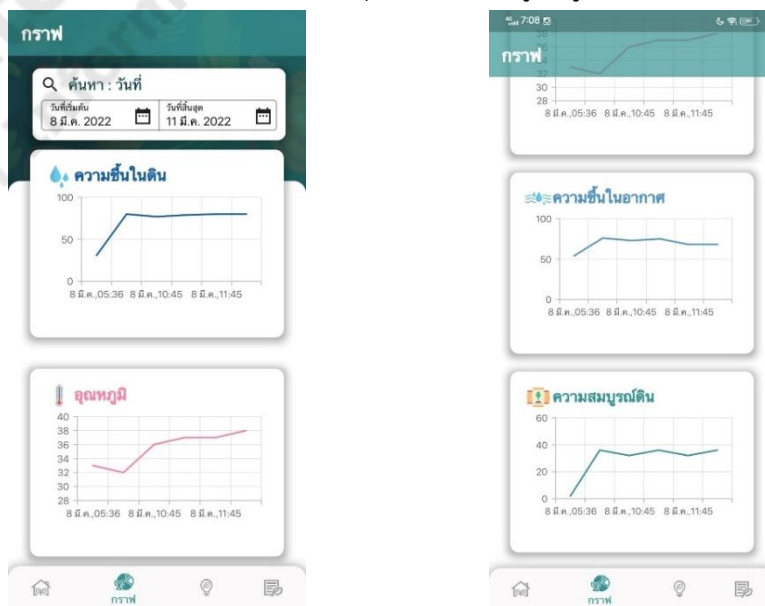 กราฟ
ค้นหา : วันที่
วันที่เริ่มต้น
8 มี.ค. 2022
วันที่สิ้นสุด
11 มี.ค. 2022
ความชื้นในดิน
100
50
0
8 มี.ค.,05:36 8 มี.ค.,10:45 8 มี.ค.,11:45
อุณหภูมิ
40
38
36
34
32
30
28
8 มี.ค.,05:36 8 มี.ค.,10:45 8 มี.ค.,11:45
กราฟ
7:08
กราฟ
32
30
28
8 มี.ค.,05:36 8 มี.ค.,10:45 8 มี.ค.,11:45
ความชื้นในอากาศ
100
50
0
8 มี.ค.,05:36 8 มี.ค.,10:45 8 มี.ค.,11:45
ความสมบูรณ์ดิน
60
40
20
0
8 มี.ค.,05:36 8 มี.ค.,10:45 8 มี.ค.,11:45
กราฟ